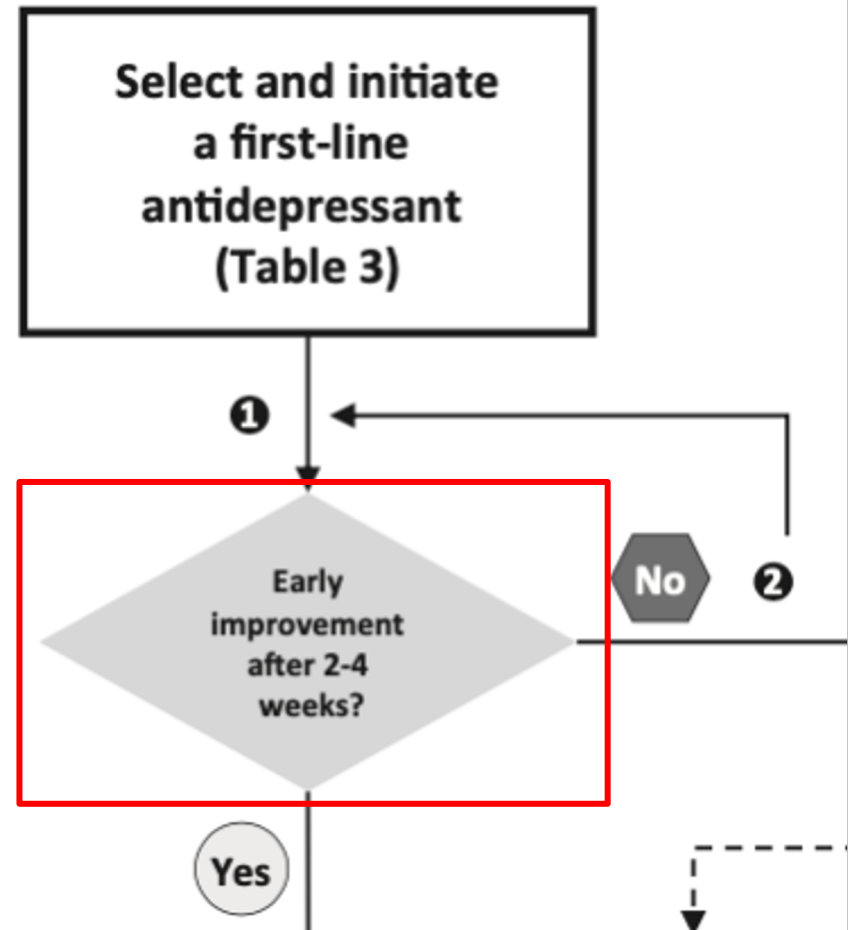 Select and initiate
a first-line
antidepressant
(Table 3)
❶
Early
improvement
after 2-4
weeks?
No
❷
Yes